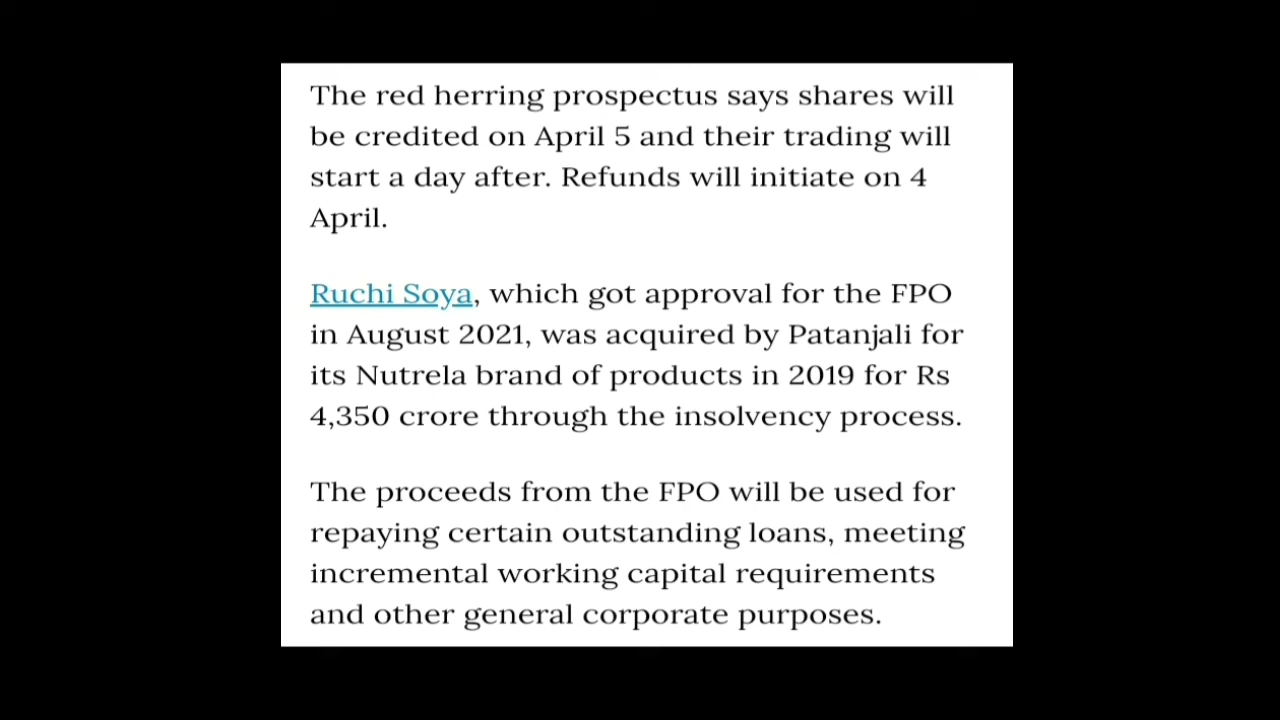 The red herring prospectus says shares will
be credited on April 5 and their trading will
start a day after. Refunds will initiate on 4
April.
Ruchi Soya, which got approval for the FPO
in August 2021, was acquired by Patanjali for
its Nutrela brand of products in 2019 for Rs
4,350 crore through the insolvency process.
The proceeds from the FPO will be used for
repaying certain outstanding loans, meeting
incremental working capital requirements
and other general corporate purposes.